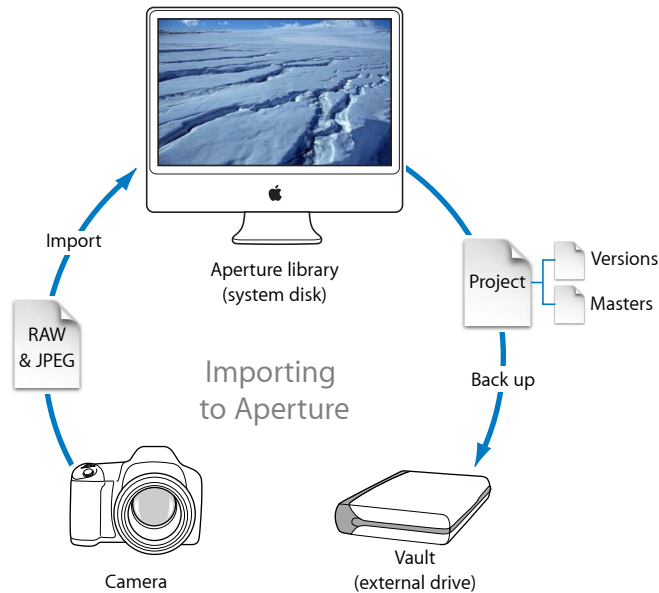 Import
RAW
& JPEG
Camera
Aperture library
(system disk)
Importing
to Aperture
Project
Versions
Masters
Back up
Vault
(external drive)